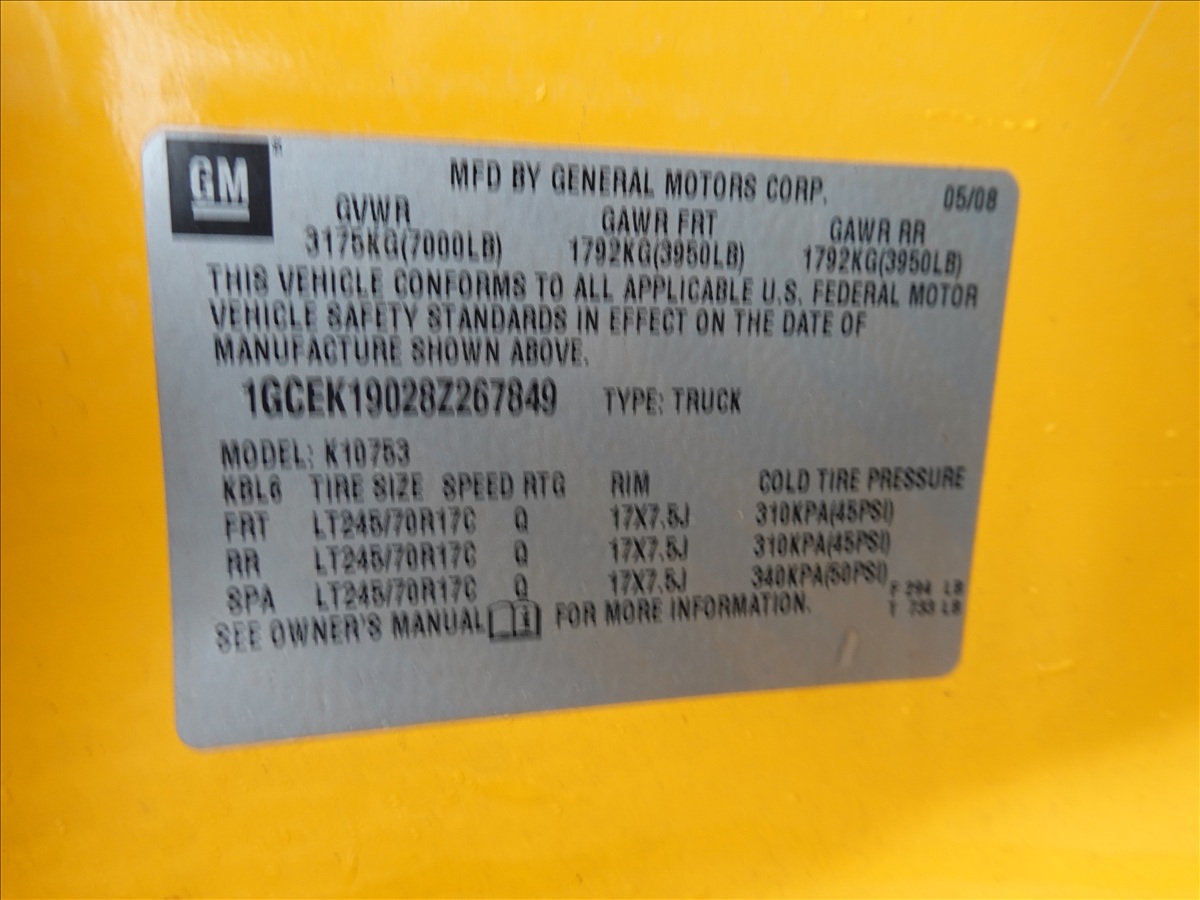 GM ®
MFD BY GENERAL MOTORS CORP. 05/08
GVWR GAWR FRT GAWR RR
3175KG(7000LB) 1792KG(3950LB) 1792KG(3950LB)
THIS VEHICLE CONFORMS TO ALL APPLICABLE U.S. FEDERAL MOTOR
VEHICLE SAFETY STANDARDS IN EFFECT ON THE DATE OF
MANUFACTURE SHOWN ABOVE.
1GCEK19028Z267849 TYPE: TRUCK
MODEL: K10753
KBL6 TIRE SIZE SPEED RTG RIM COLD TIRE PRESSURE
FRT LT245/70R17C Q 17X7.5J 310KPA(45PSI)
RR LT245/70R17C Q 17X7.5J 310KPA(45PSI)
SPA LT245/70R17C Q 17X7.5J 340KPA(50PSI)
F 294 LB
T 733 LB
SEE OWNER'S MANUAL FOR MORE INFORMATION.